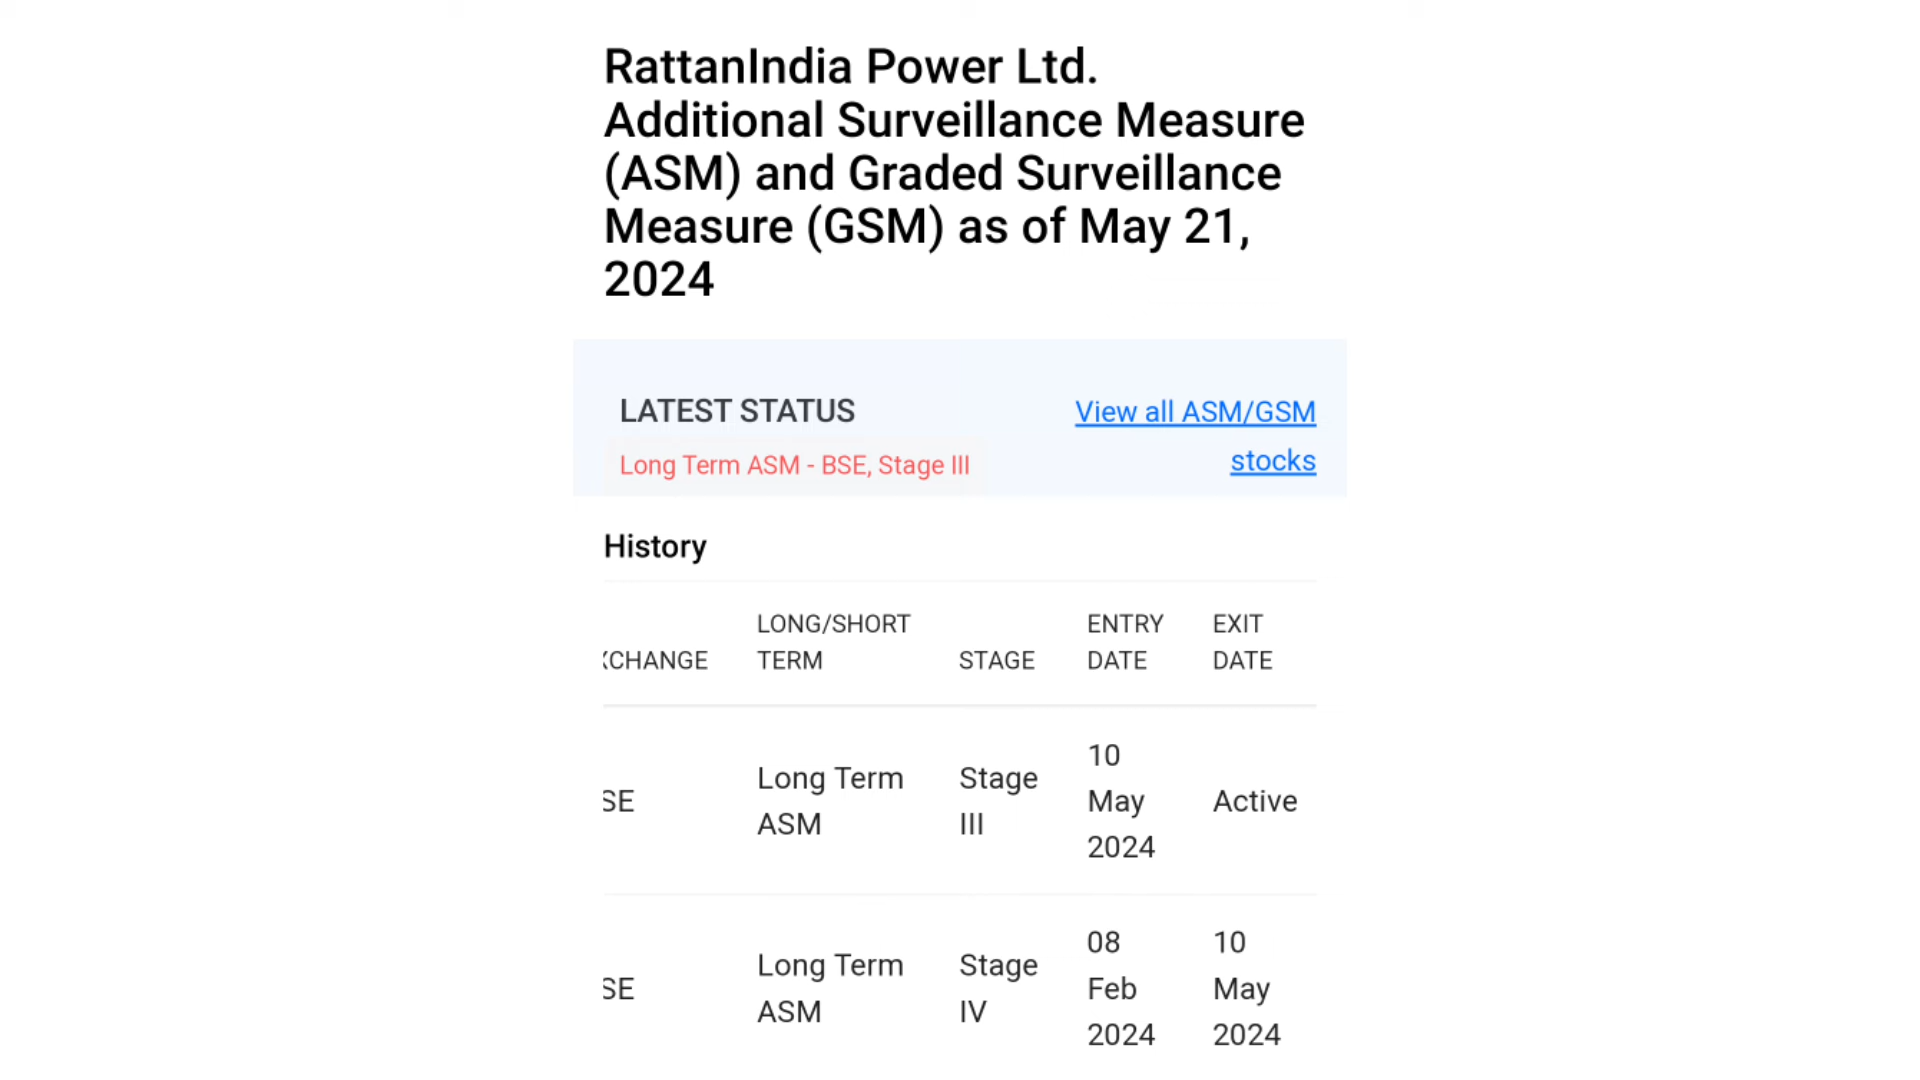 RattanIndia Power Ltd.
Additional Surveillance Measure
(ASM) and Graded Surveillance
Measure (GSM) as of May 21,
2024
LATEST STATUS
View all ASM/GSM
stocks
Long Term ASM - BSE, Stage III
History
XCHANGE
LONG/SHORT
TERM
STAGE
ENTRY
DATE
EXIT
DATE
SE
Long Term
ASM
Stage
III
10
May
2024
Active
SE
Long Term
ASM
Stage
IV
08
Feb
2024
10
May
2024